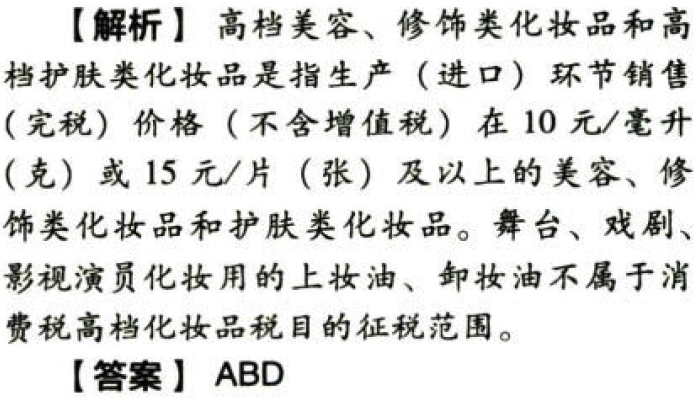 【解析】 高档美容、修饰类化妆品和高
档护肤类化妆品是指生产（进口）环节销售
（完税）价格（不含增值税）在 10 元/毫升
（克）或 15 元/片（张）及以上的美容、修
饰类化妆品和护肤类化妆品。舞台、戏剧、
影视演员化妆用的上妆油、卸妆油不属于消
费税高档化妆品税目的征税范围。
【答案】 ABD